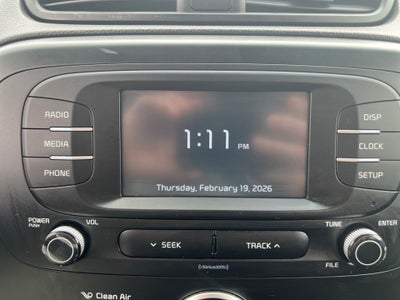 RADIO
MEDIA
PHONE
1:11 PM
Thursday, February 19, 2026
DISP
CLOCK
SETUP
POWER
PUSH
VOL
SEEK
TRACK
TUNE
ENTER
FILE
((SiriusXM))
Clean Air